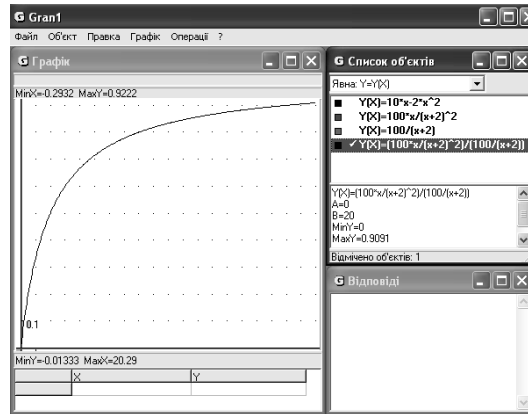 G Gran1
Файл Об'єкт Правка Графік Операції ?
G Графік
MinX=-0.2932 MaxY=0.9222
0.1
MinY=-0.01333 MaxX=20.29
X Y
G Список об'єктів
Явна: Y=Y(X)
Y(X)=10*x-2*x^2
Y(X)=100*x/(x+2)^2
Y(X)=100/(x+2)
✓ Y(X)=(100*x/(x+2)^2)/(100/(x+2))
Y(X)=(100*x/(x+2)^2)/(100/(x+2))
A=0
B=20
MinY=0
MaxY=0.9091
Відмічено об'єктів: 1
G Відповіді